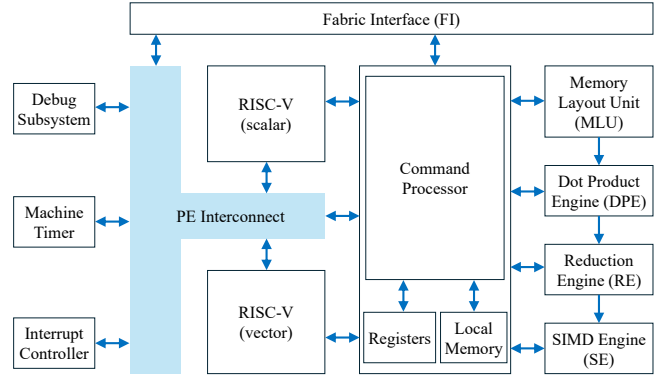 Fabric Interface (FI)
Debug
Subsystem
Machine
Timer
Interrupt
Controller
PE Interconnect
RISC-V
(scalar)
RISC-V
(vector)
Command
Processor
Registers
Local
Memory
Memory
Layout Unit
(MLU)
Dot Product
Engine (DPE)
Reduction
Engine (RE)
SIMD Engine
(SE)